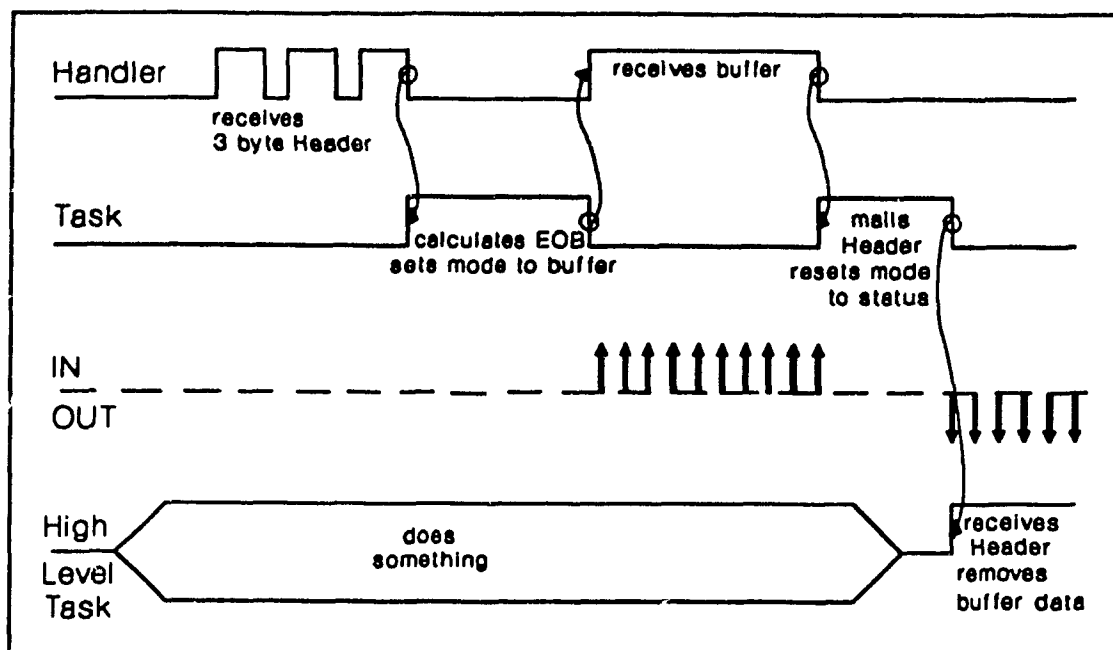 Handler
receives
3 byte Header
receives buffer
Task
calculates EOB
sets mode to buffer
mails
Header
resets mode
to status
IN
OUT
High
Level
Task
does
something
receives
Header
removes
buffer data